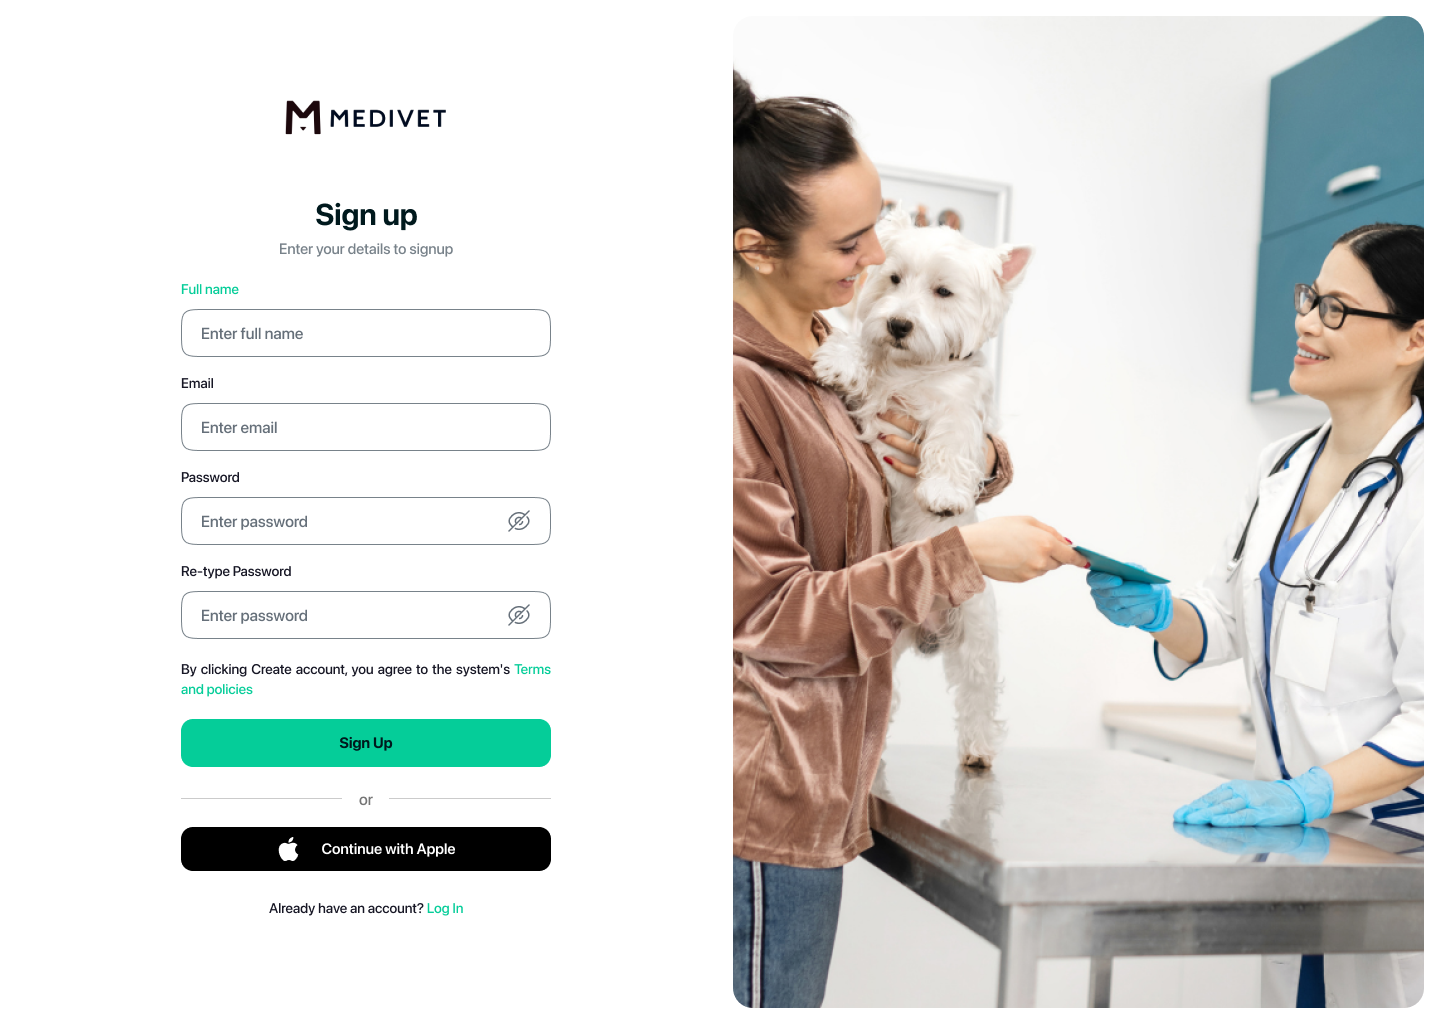 MEDIVET
Sign up
Enter your details to signup
Full name
Enter full name
Email
Enter email
Password
Enter password
Re-type Password
Enter password
By clicking Create account, you agree to the system's Terms
and policies
Sign Up
or
Continue with Apple
Already have an account? Log In